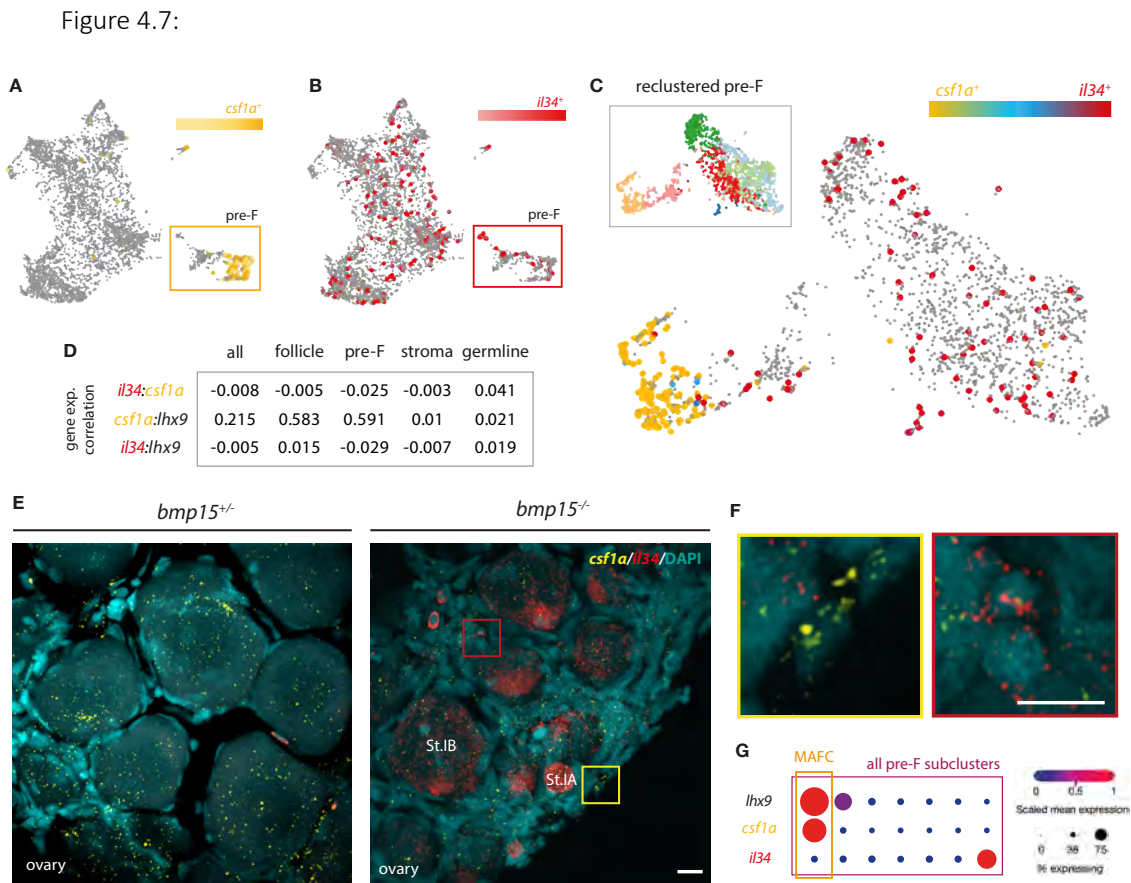 Figure 4.7:
A
csf1a⁺
pre-F
B
il34⁺
pre-F
C
reclustered pre-F
csf1a⁺ il34⁺
D
all follicle pre-F stroma germline
gene exp. correlation
il34:csf1a -0.008 -0.005 -0.025 -0.003 0.041
csf1a:lhx9 0.215 0.583 0.591 0.01 0.021
il34:lhx9 -0.005 0.015 -0.029 -0.007 0.019
E
bmp15⁺/⁻ bmp15⁻/⁻
csf1a/il34/DAPI
St.IB
St.IA
ovary
ovary
F
G
MAFC
all pre-F subclusters
lhx9
csf1a
il34
0 0.5 1
Scaled mean expression
0 38 75
% expressing